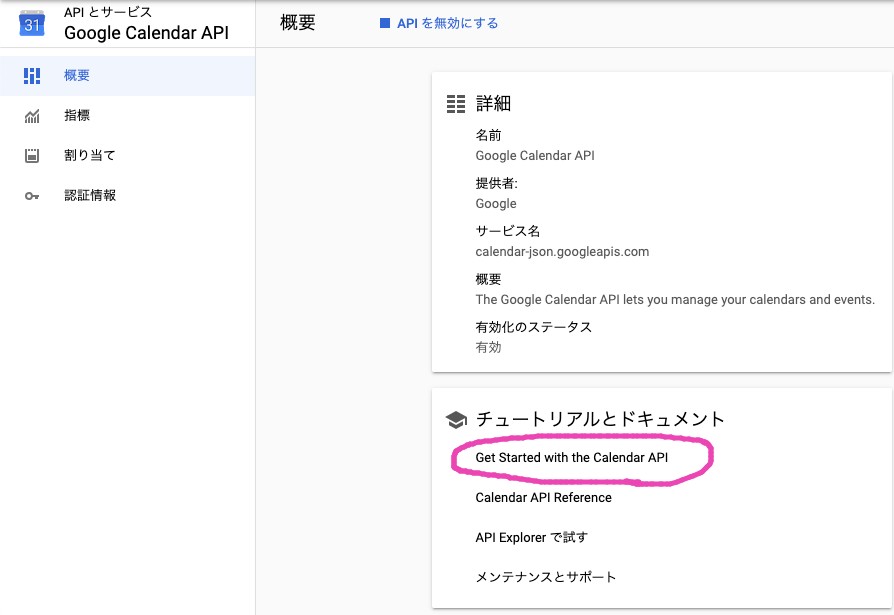 31
API とサービス
Google Calendar API
概要
指標
割り当て
認証情報
概要
API を無効にする
詳細
名前
Google Calendar API
提供者:
Google
サービス名
calendar-json.googleapis.com
概要
The Google Calendar API lets you manage your calendars and events.
有効化のステータス
有効
チュートリアルとドキュメント
Get Started with the Calendar API
Calendar API Reference
API Explorer で試す
メンテナンスとサポート